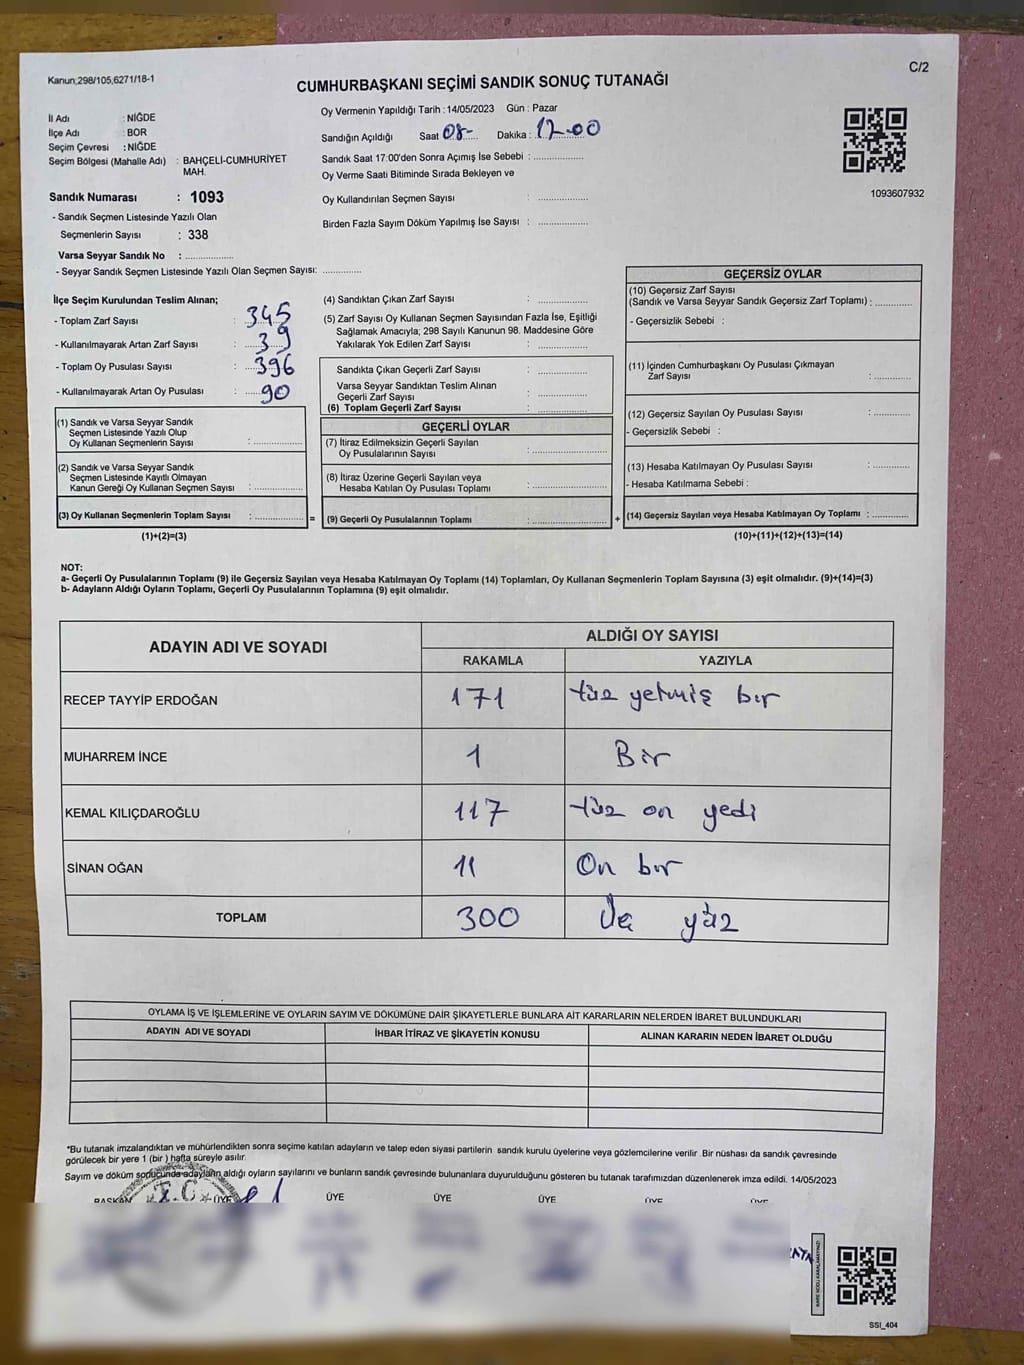 Kanun;298/105,6271/18-1
C/2
CUMHURBAŞKANI SEÇİMİ SANDIK SONUÇ TUTANAĞI
İl Adı : NİĞDE
İlçe Adı : BOR
Seçim Çevresi : NİĞDE
Seçim Bölgesi (Mahalle Adı) : BAHÇELİ-CUMHURİYET
MAH.
Sandık Numarası : 1093
- Sandık Seçmen Listesinde Yazılı Olan
Seçmenlerin Sayısı : 338
Varsa Seyyar Sandık No : ................
- Seyyar Sandık Seçmen Listesinde Yazılı Olan Seçmen Sayısı: .............
Oy Vermenin Yapıldığı Tarih : 14/05/2023 Gün : Pazar
Sandığın Açıldığı Saat 08- Dakika : 17-00
Sandık Saat 17:00'den Sonra Açımış İse Sebebi : ................
Oy Verme Saati Bitiminde Sırada Bekleyen ve
Oy Kullandırılan Seçmen Sayısı : ................
Birden Fazla Sayım Döküm Yapılmış İse Sayısı : ................
1093607932
İlçe Seçim Kurulundan Teslim Alınan;
- Toplam Zarf Sayısı : 345
- Kullanılmayarak Artan Zarf Sayısı : 39
- Toplam Oy Pusulası Sayısı : 396
- Kullanılmayarak Artan Oy Pusulası : 90
(1) Sandık ve Varsa Seyyar Sandık
Seçmen Listesinde Yazılı Olup
Oy Kullanan Seçmenlerin Sayısı : ................
(2) Sandık ve Varsa Seyyar Sandık
Seçmen Listesinde Kayıtlı Olmayan
Kanun Gereği Oy Kullanan Seçmen Sayısı : ................
(3) Oy Kullanan Seçmenlerin Toplam Sayısı : ................
(1)+(2)=(3)
(4) Sandıktan Çıkan Zarf Sayısı : ................
(5) Zarf Sayısı Oy Kullanan Seçmen Sayısından Fazla İse, Eşitliği
Sağlamak Amacıyla; 298 Sayılı Kanunun 98. Maddesine Göre
Yakılarak Yok Edilen Zarf Sayısı : ................
Sandıkta Çıkan Geçerli Zarf Sayısı : ................
Varsa Seyyar Sandıktan Teslim Alınan
Geçerli Zarf Sayısı : ................
(6) Toplam Geçerli Zarf Sayısı : ................
GEÇERLİ OYLAR
(7) İtiraz Edilmeksizin Geçerli Sayılan
Oy Pusulalarının Sayısı : ................
(8) İtiraz Üzerine Geçerli Sayılan veya
Hesaba Katılan Oy Pusulası Toplamı : ................
= (9) Geçerli Oy Pusulalarının Toplamı : ................
GEÇERSİZ OYLAR
(10) Geçersiz Zarf Sayısı
(Sandık ve Varsa Seyyar Sandık Geçersiz Zarf Toplamı) : ............
- Geçersizlik Sebebi :
(11) İçinden Cumhurbaşkanı Oy Pusulası Çıkmayan
Zarf Sayısı : ............
(12) Geçersiz Sayılan Oy Pusulası Sayısı : ............
- Geçersizlik Sebebi :
(13) Hesaba Katılmayan Oy Pusulası Sayısı : ............
- Hesaba Katılmama Sebebi :
+ (14) Geçersiz Sayılan veya Hesaba Katılmayan Oy Toplamı : ............
(10)+(11)+(12)+(13)=(14)
NOT:
a- Geçerli Oy Pusulalarının Toplamı (9) ile Geçersiz Sayılan veya Hesaba Katılmayan Oy Toplamı (14) Toplamları, Oy Kullanan Seçmenlerin Toplam Sayısına (3) eşit olmalıdır. (9)+(14)=(3)
b- Adayların Aldığı Oyların Toplamı, Geçerli Oy Pusulalarının Toplamına (9) eşit olmalıdır.
ADAYIN ADI VE SOYADI ALDIĞI OY SAYISI
RAKAMLA YAZIYLA
RECEP TAYYİP ERDOĞAN 171 yüz yetmiş bir
MUHARREM İNCE 1 Bir
KEMAL KILIÇDAROĞLU 117 yüz on yedi
SİNAN OĞAN 11 On bir
TOPLAM 300 Üç yüz
OYLAMA İŞ VE İŞLEMLERİNE VE OYLARIN SAYIM VE DÖKÜMÜNE DAİR ŞİKAYETLERLE BUNLARA AİT KARARLARIN NELERDEN İBARET BULUNDUKLARI
ADAYIN ADI VE SOYADI İHBAR İTİRAZ VE ŞİKAYETİN KONUSU ALINAN KARARIN NEDEN İBARET OLDUĞU
*Bu tutanak imzalandıktan ve mühürlendikten sonra seçime katılan adayların ve talep eden siyasi partilerin sandık kurulu üyelerine veya gözlemcilerine verilir. Bir nüshası da sandık çevresinde
görülecek bir yere 1 (bir) hafta süreyle asılır.
Sayım ve döküm sonucunda adayların aldığı oyların sayılarını ve bunların sandık çevresinde bulunanlara duyurulduğunu gösteren bu tutanak tarafımızdan düzenlenerek imza edildi. 14/05/2023
BAŞKAN ÜYE ÜYE ÜYE ÜYE ÜYE ÜYE
T.C
SSI_404